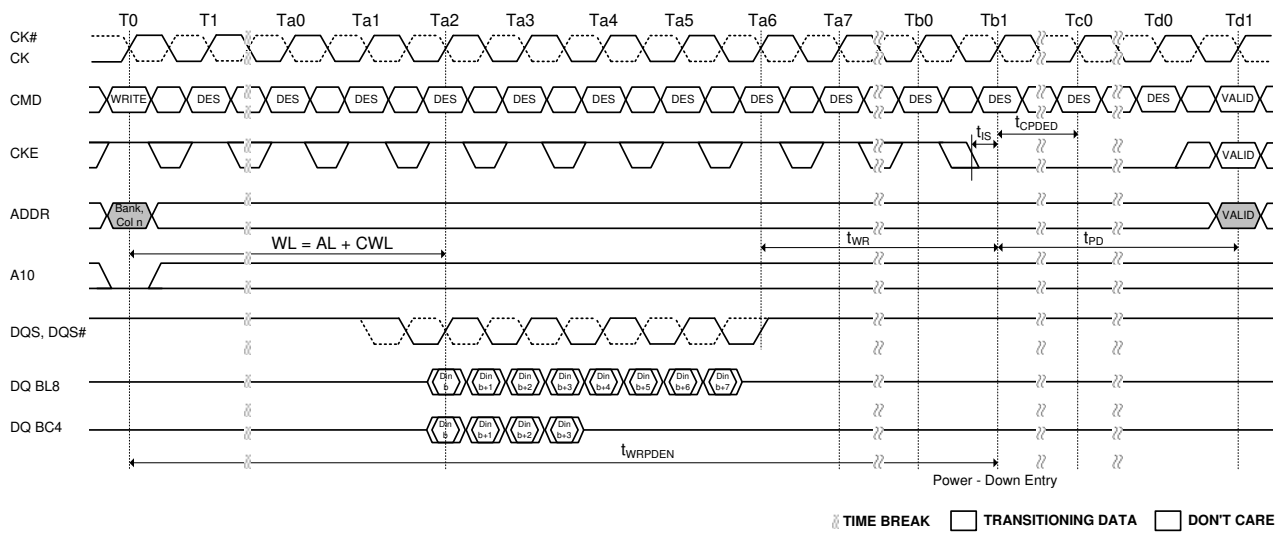 T0 T1 Ta0 Ta1 Ta2 Ta3 Ta4 Ta5 Ta6 Ta7 Tb0 Tb1 Tc0 Td0 Td1
CK#
CK
CMD WRITE DES DES DES DES DES DES DES DES DES DES DES DES DES VALID
tIS tCPDED
CKE VALID
ADDR Bank, Col n VALID
WL = AL + CWL tWR tPD
A10
DQS, DQS#
DQ BL8 Din b Din b+1 Din b+2 Din b+3 Din b+4 Din b+5 Din b+6 Din b+7
DQ BC4 Din b Din b+1 Din b+2 Din b+3
tWRPDEN
Power - Down Entry
TIME BREAK TRANSITIONING DATA DON'T CARE